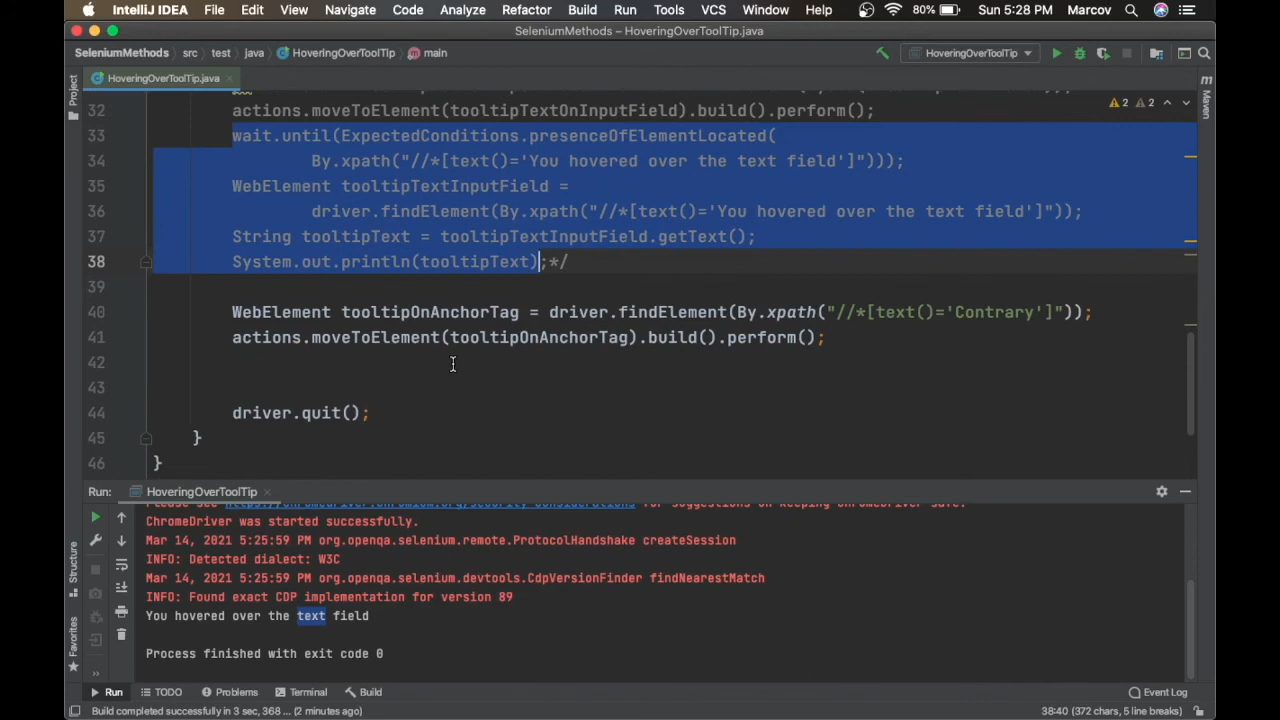 IntelliJ IDEA File Edit View Navigate Code Analyze Refactor Build Run Tools VCS Window Help 80% Sun 5:28 PM Marcov
SeleniumMethods – HoveringOverToolTip.java
SeleniumMethods src test java HoveringOverToolTip main HoveringOverToolTip
HoveringOverToolTip.java
Project
Maven
2 2
32 actions.moveToElement(tooltipTextOnInputField).build().perform();
33 wait.until(ExpectedConditions.presenceOfElementLocated(
34 By.xpath("//*[text()='You hovered over the text field']")));
35 WebElement tooltipTextInputField =
36 driver.findElement(By.xpath("//*[text()='You hovered over the text field']"));
37 String tooltipText = tooltipTextInputField.getText();
38 System.out.println(tooltipText);*/
39
40 WebElement tooltipOnAnchorTag = driver.findElement(By.xpath("//*[text()='Contrary']"));
41 actions.moveToElement(tooltipOnAnchorTag).build().perform();
42
43
44 driver.quit();
45 }
46 }
Run: HoveringOverToolTip
ChromeDriver was started successfully.
Mar 14, 2021 5:25:59 PM org.openqa.selenium.remote.ProtocolHandshake createSession
INFO: Detected dialect: W3C
Mar 14, 2021 5:25:59 PM org.openqa.selenium.devtools.CdpVersionFinder findNearestMatch
INFO: Found exact CDP implementation for version 89
You hovered over the text field
Process finished with exit code 0
Structure
Favorites
Run TODO Problems Terminal Build Event Log
Build completed successfully in 3 sec, 368 ... (2 minutes ago) 38:40 (372 chars, 5 line breaks)